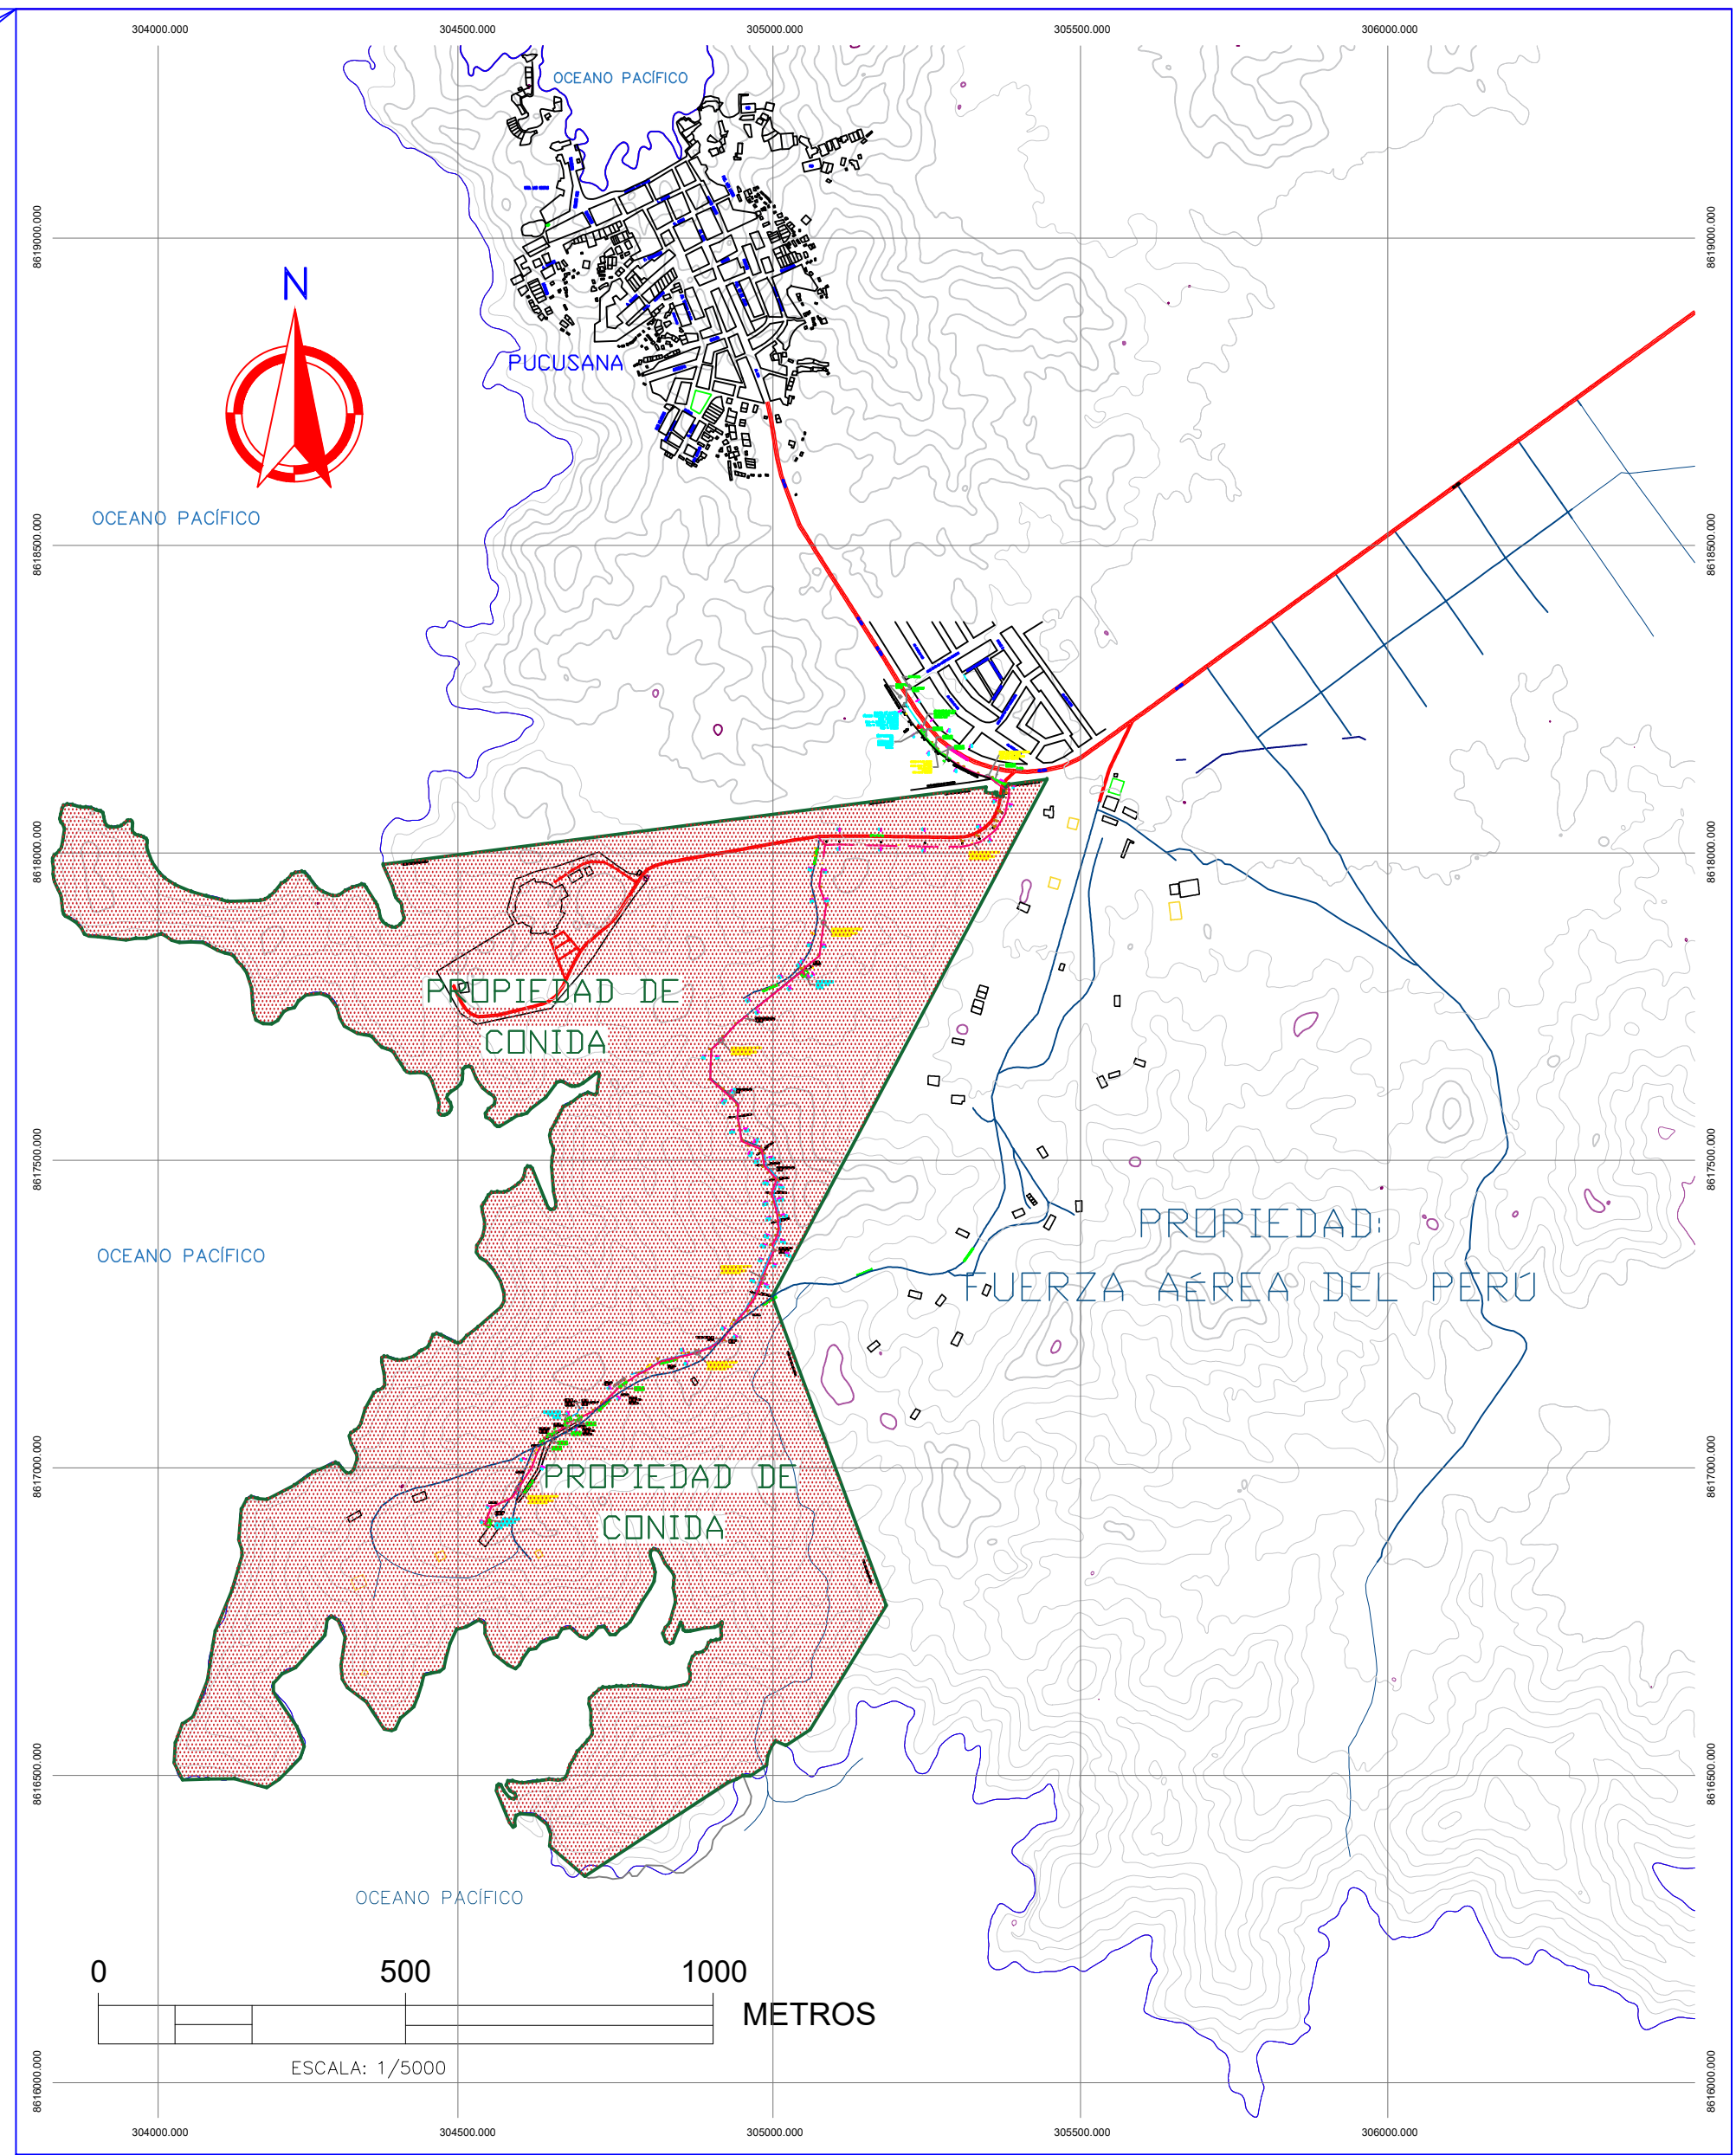 304000.000
304500.000
305000.000
305500.000
306000.000
OCEANO PACÍFICO
8619000.000
8619000.000
N
PUCUSANA
OCEANO PACÍFICO
8618500.000
8618500.000
8618000.000
8618000.000
PROPIEDAD DE
CONIDA
8617500.000
8617500.000
PROPIEDAD:
OCEANO PACÍFICO
FUERZA AÉREA DEL PERÚ
8617000.000
8617000.000
PROPIEDAD DE
CONIDA
8616500.000
8616500.000
OCEANO PACÍFICO
0
500
1000
METROS
ESCALA: 1/5000
8616000.000
8616000.000
304000.000
304500.000
305000.000
305500.000
306000.000